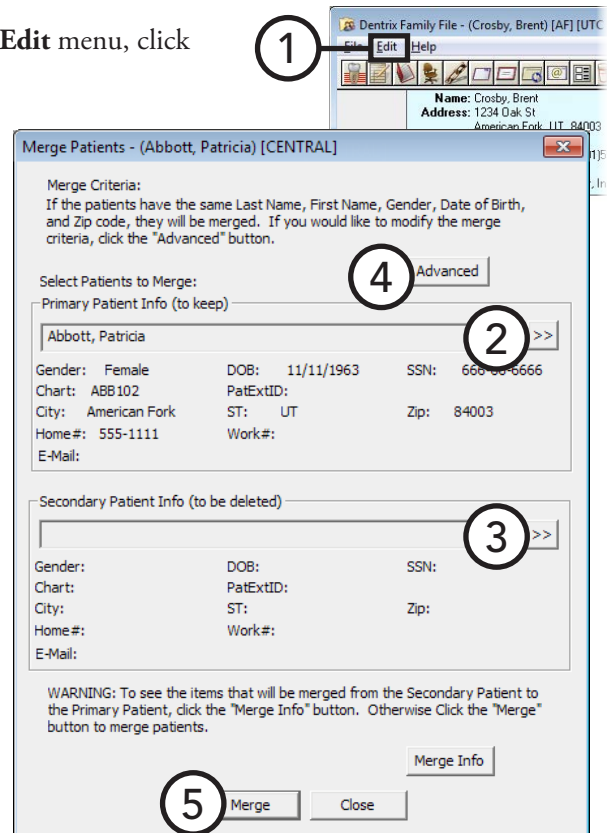 Edit menu, click
1
Dentrix Family File - (Crosby, Brent) [AF] [UTC
File Edit Help
Name: Crosby, Brent
Address: 1234 Oak St
American Fork, UT 84003
Merge Patients - (Abbott, Patricia) [CENTRAL]
Merge Criteria:
If the patients have the same Last Name, First Name, Gender, Date of Birth,
and Zip code, they will be merged. If you would like to modify the merge
criteria, click the "Advanced" button.
4 Advanced
Select Patients to Merge:
Primary Patient Info (to keep)
Abbott, Patricia 2 >>
Gender: Female DOB: 11/11/1963 SSN:
Chart: ABB102 PatExtID:
City: American Fork ST: UT Zip: 84003
Home#: 555-1111 Work#:
E-Mail:
Secondary Patient Info (to be deleted)
3 >>
Gender: DOB: SSN:
Chart: PatExtID:
City: ST: Zip:
Home#: Work#:
E-Mail:
WARNING: To see the items that will be merged from the Secondary Patient to
the Primary Patient, click the "Merge Info" button. Otherwise Click the "Merge"
button to merge patients.
Merge Info
5 Merge Close